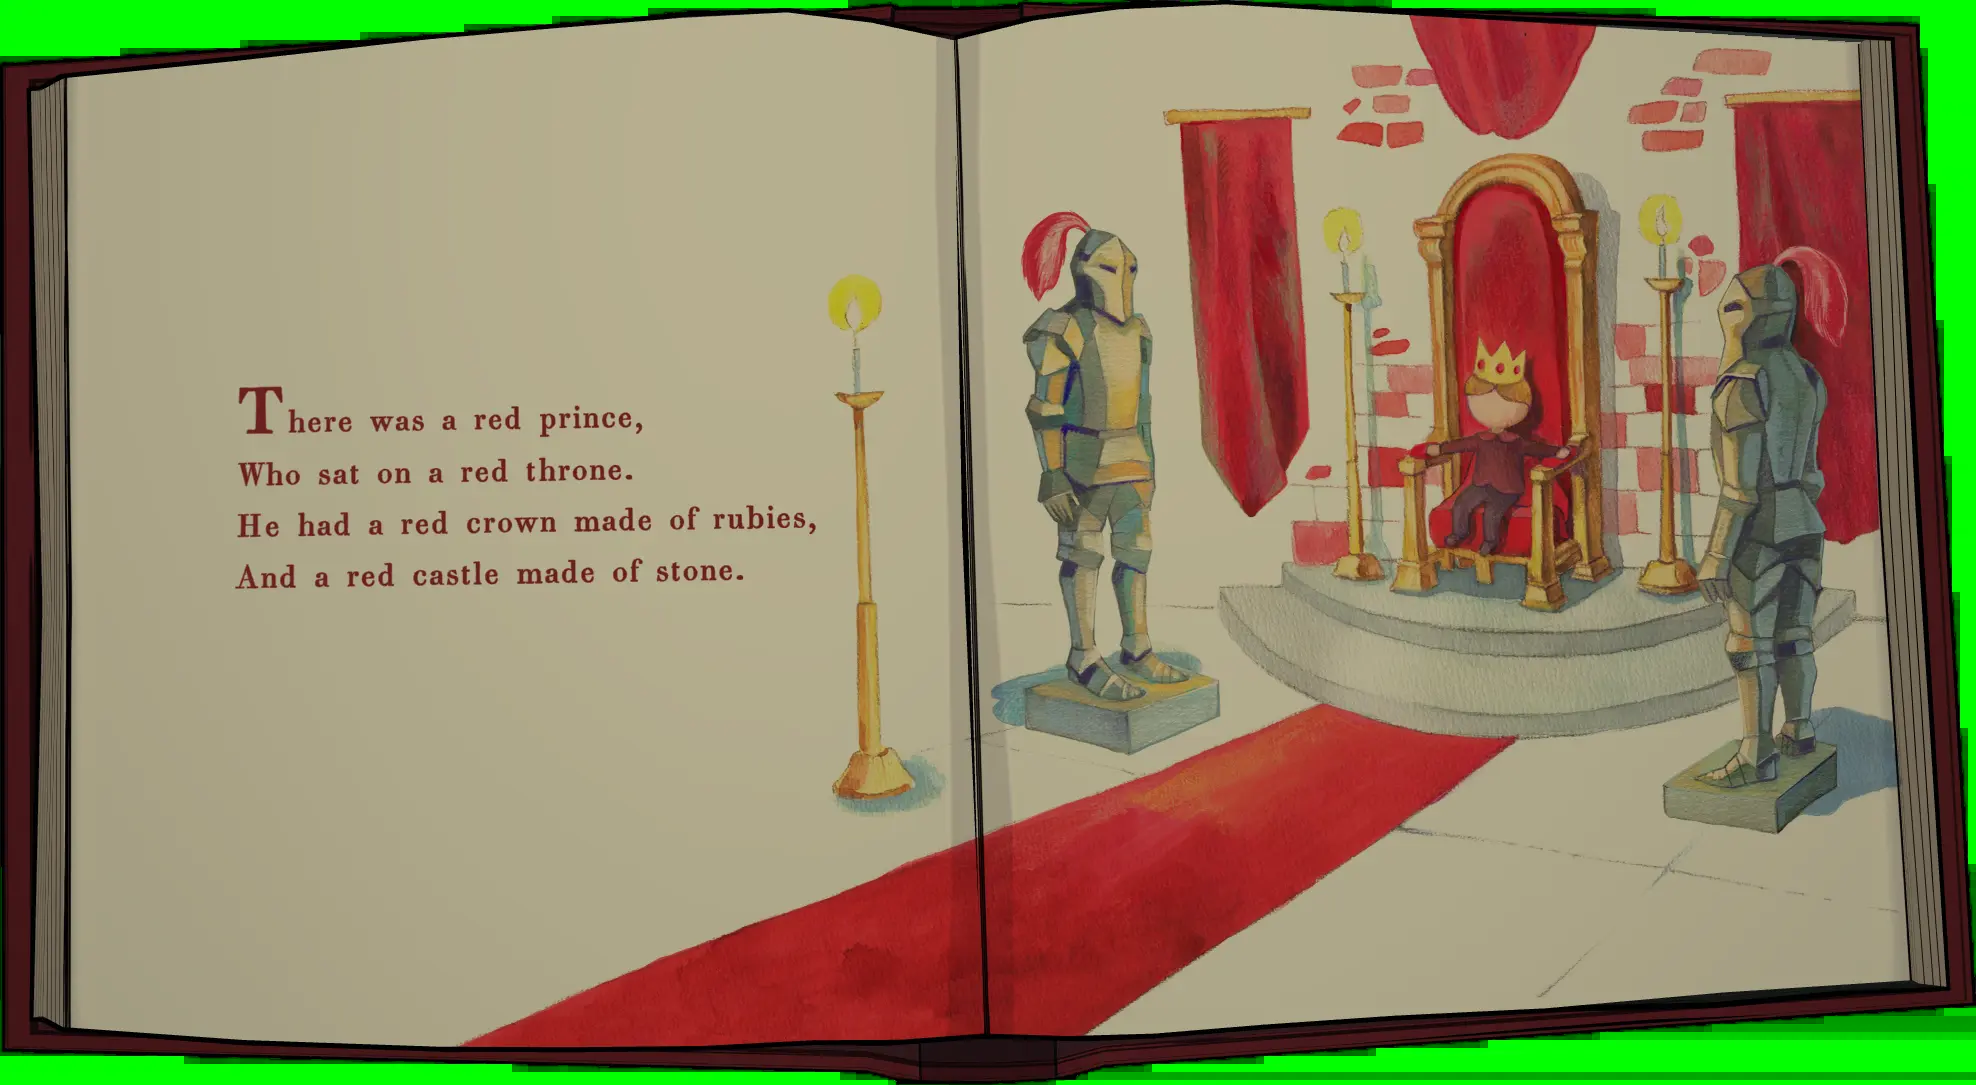 There was a red prince,
Who sat on a red throne.
He had a red crown made of rubies,
And a red castle made of stone.